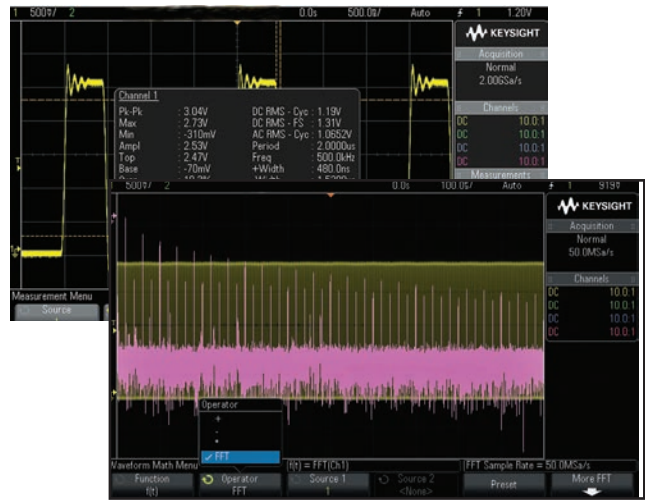 1 500▽/ 2 0.0s 500.0▽/ Auto ⨍ 1 1.20V
KEYSIGHT
Acquisition
Normal
2.00GSa/s
Channels
DC 10.0:1
DC 10.0:1
DC 10.0:1
DC 10.0:1
Measurements
Channel 1
Pk-Pk : 3.04V DC RMS - Cyc : 1.19V
Max : 2.73V DC RMS - FS : 1.31V
Min : -310mV AC RMS - Cyc : 1.0652V
Ampl : 2.53V Period : 2.0000us
Top : 2.47V Freq : 500.0kHz
Base : -70mV +Width : 480.0ns
Measurement Menu
Source
1 500▽/ 2 0.0s 100.0▽/ Auto ⨍ 1 919▽
KEYSIGHT
Acquisition
Normal
50.0MSa/s
Channels
DC 10.0:1
DC 10.0:1
DC 10.0:1
DC 10.0:1
Operator
+
-
*
FFT
Waveform Math Menu f(t) = FFT(Ch1) FFT Sample Rate = 50.0MSa/s
Function Operator Source 1 Source 2 Preset More FFT
f(t) FFT 1 <None>